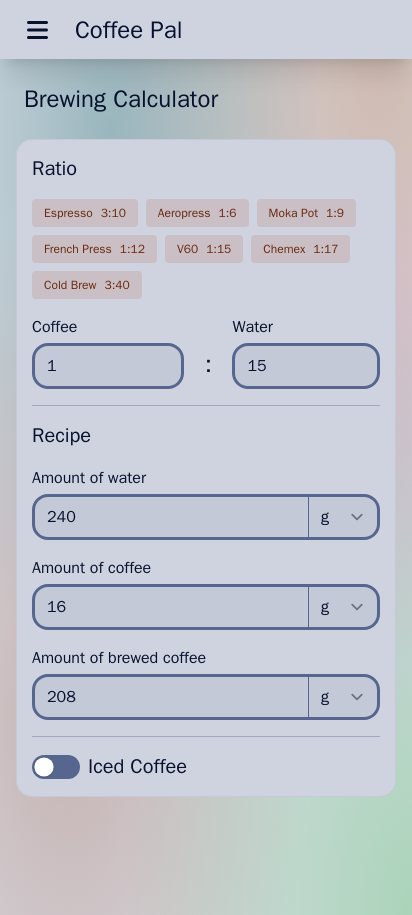 Coffee Pal
Brewing Calculator
Ratio
Espresso 3:10 Aeropress 1:6 Moka Pot 1:9
French Press 1:12 V60 1:15 Chemex 1:17
Cold Brew 3:40
Coffee Water
1 : 15
Recipe
Amount of water
240 g
Amount of coffee
16 g
Amount of brewed coffee
208 g
Iced Coffee